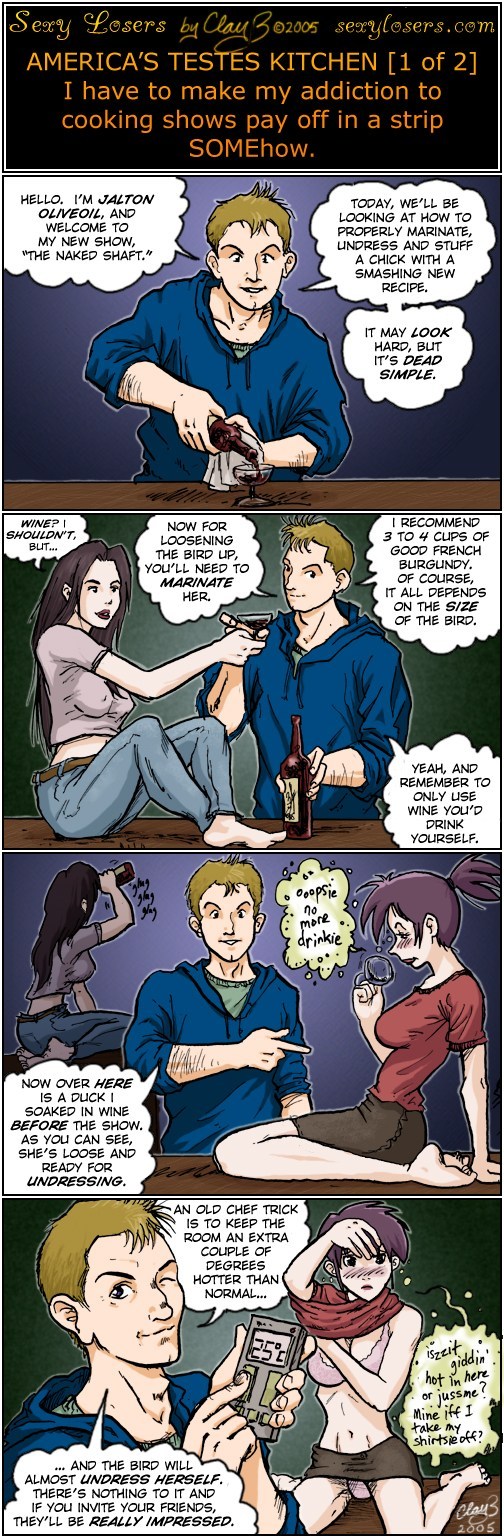 Sexy Losers by Clay3 ©2005 sexylosers.com
AMERICA'S TESTES KITCHEN [1 of 2]
I have to make my addiction to
cooking shows pay off in a strip
SOMEhow.
HELLO. I'M JALTON
OLIVEOIL, AND
WELCOME TO
MY NEW SHOW,
"THE NAKED SHAFT."
TODAY, WE'LL BE
LOOKING AT HOW TO
PROPERLY MARINATE,
UNDRESS AND STUFF
A CHICK WITH A
SMASHING NEW
RECIPE.
IT MAY LOOK
HARD, BUT
IT'S DEAD
SIMPLE.
WINE? I
SHOULDN'T,
BUT...
NOW FOR
LOOSENING
THE BIRD UP,
YOU'LL NEED TO
MARINATE
HER.
I RECOMMEND
3 TO 4 CUPS OF
GOOD FRENCH
BURGUNDY.
OF COURSE,
IT ALL DEPENDS
ON THE SIZE
OF THE BIRD.
YEAH, AND
REMEMBER TO
ONLY USE
WINE YOU'D
DRINK
YOURSELF.
glug
glug
glug
ooopsie
no
more
drinkie
NOW OVER HERE
IS A DUCK I
SOAKED IN WINE
BEFORE THE SHOW.
AS YOU CAN SEE,
SHE'S LOOSE AND
READY FOR
UNDRESSING.
AN OLD CHEF TRICK
IS TO KEEP THE
ROOM AN EXTRA
COUPLE OF
DEGREES
HOTTER THAN
NORMAL...
25°C
iszzit
giddin'
hot in here
or jussme?
Mine iff I
take my
shirtsie off?
... AND THE BIRD WILL
ALMOST UNDRESS HERSELF.
THERE'S NOTHING TO IT AND
IF YOU INVITE YOUR FRIENDS,
THEY'LL BE REALLY IMPRESSED.
Clay3
2005